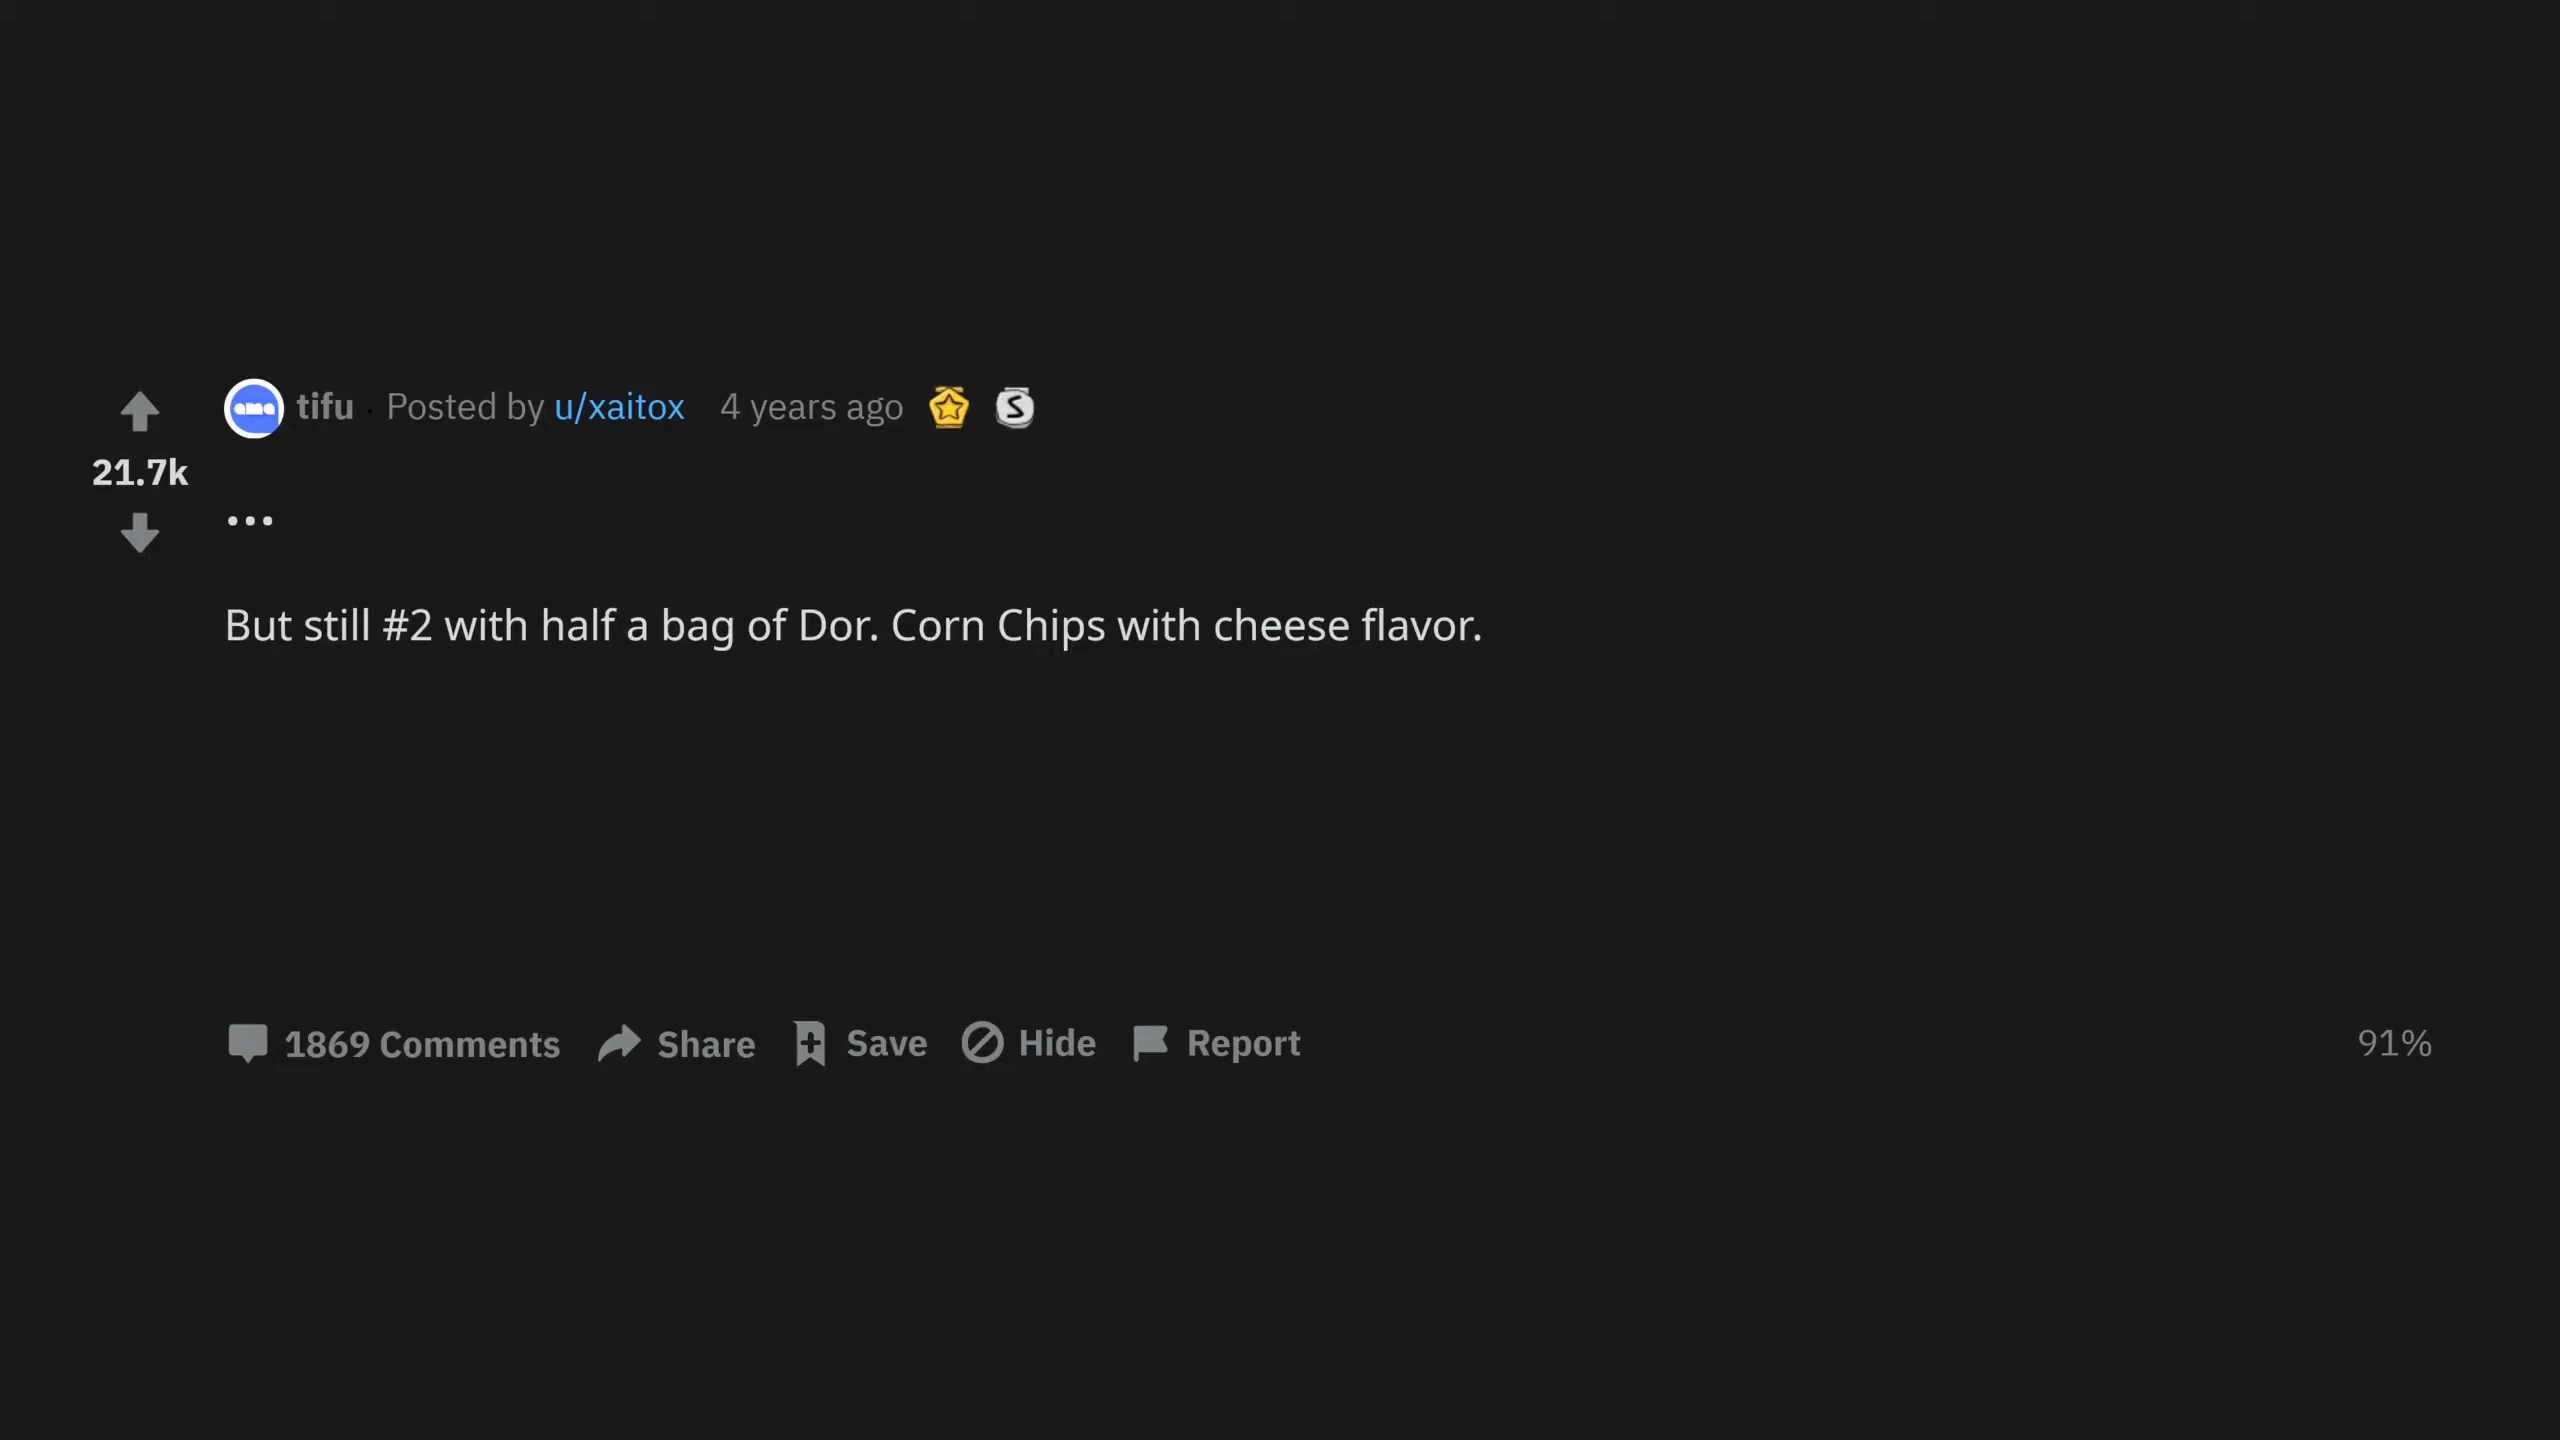 tifu · Posted by u/xaitox 4 years ago
21.7k
...
But still #2 with half a bag of Dor. Corn Chips with cheese flavor.
1869 Comments Share Save Hide Report 91%